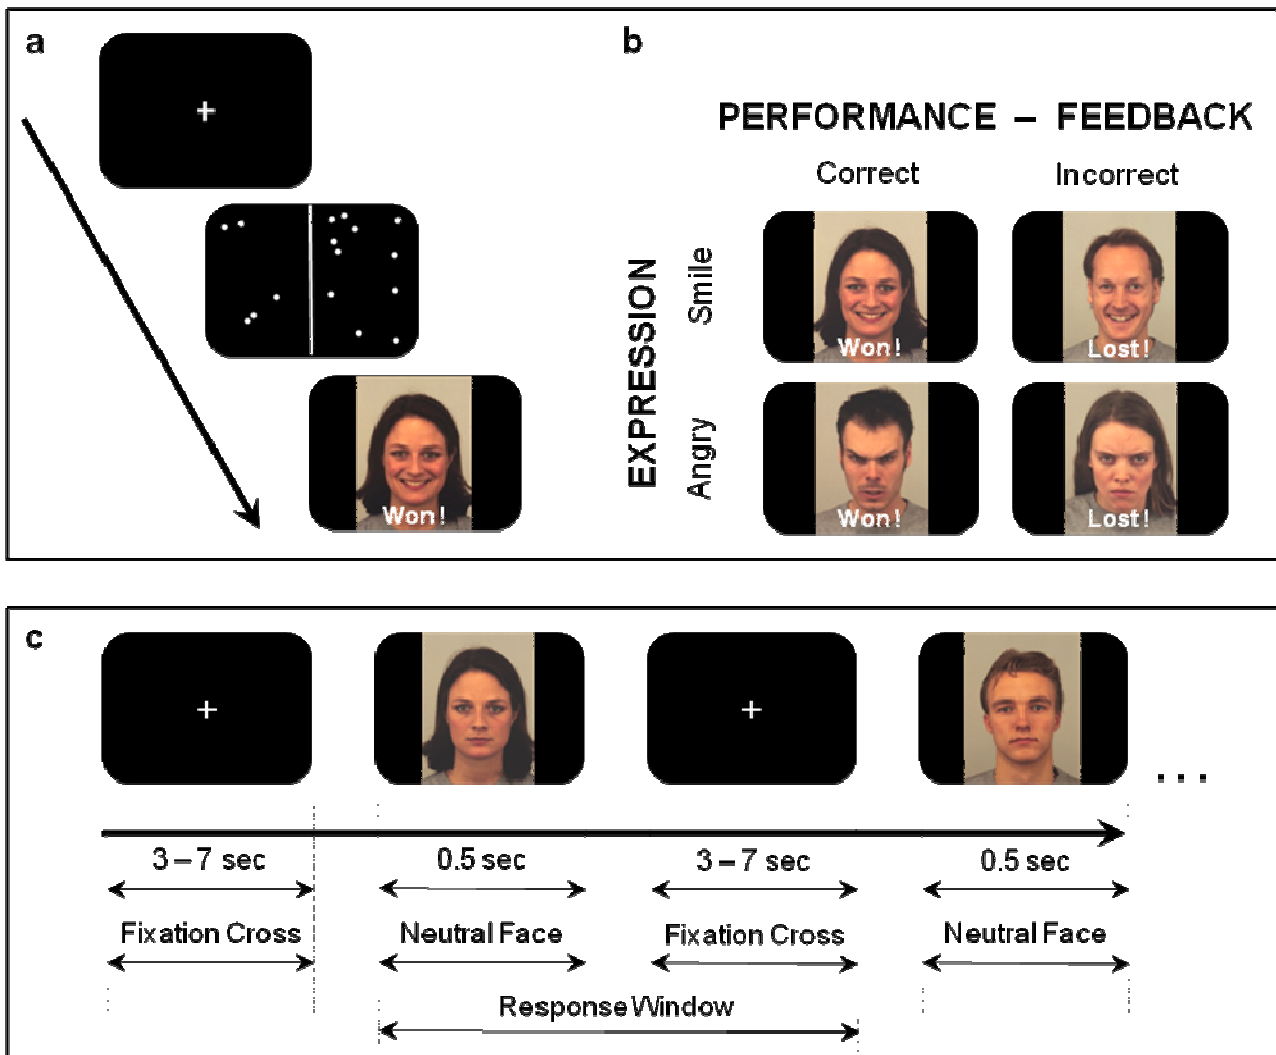 a
Won!
b
PERFORMANCE – FEEDBACK
Correct
Incorrect
EXPRESSION
Smile
Won!
Lost!
Angry
Won!
Lost!
c
...
3 – 7 sec
0.5 sec
3 – 7 sec
0.5 sec
Fixation Cross
Neutral Face
Fixation Cross
Neutral Face
Response Window